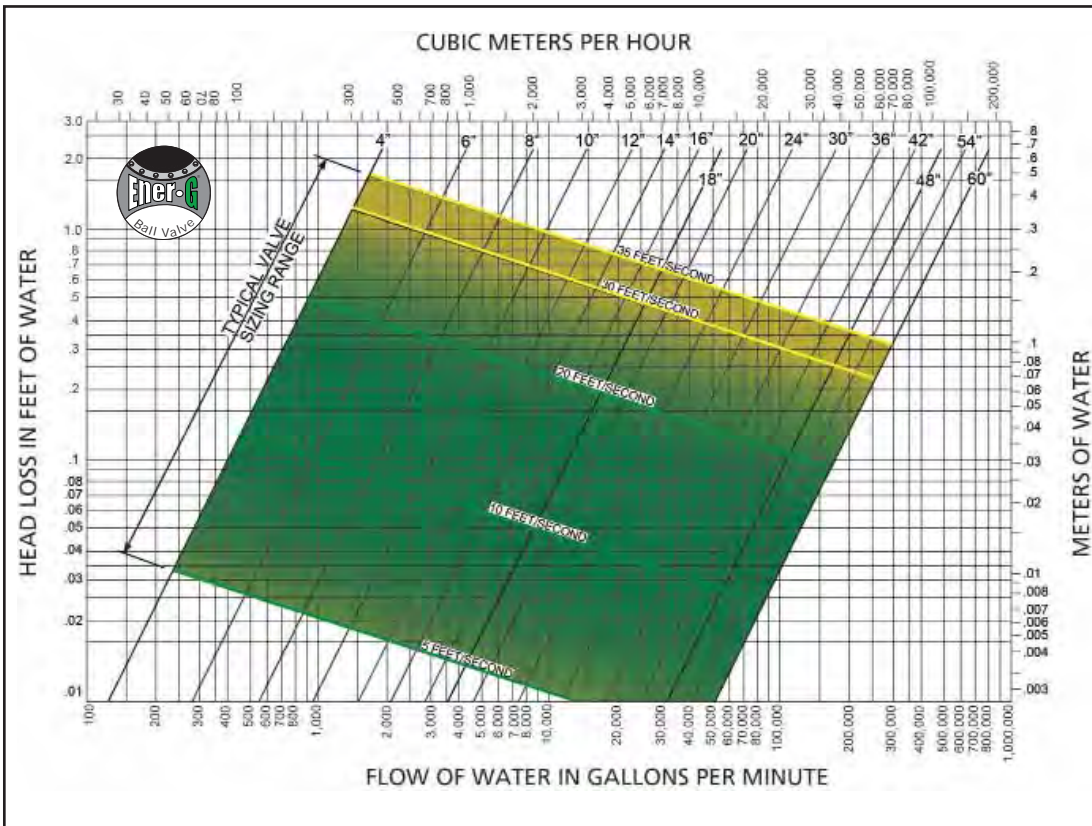 CUBIC METERS PER HOUR
30 40 50 60 70 80 100 300 400 500 700 800 1,000 2,000 3,000 4,000 5,000 6,000 7,000 8,000 10,000 20,000 30,000 40,000 50,000 60,000 70,000 80,000 100,000 200,000
4" 6" 8" 10" 12" 14" 16" 18" 20" 24" 30" 36" 42" 48" 54" 60"
Ener·G
Ball Valve
TYPICAL VALVE
SIZING RANGE
35 FEET/SECOND
30 FEET/SECOND
20 FEET/SECOND
10 FEET/SECOND
5 FEET/SECOND
HEAD LOSS IN FEET OF WATER
3.0
2.0
1.0
.8
.7
.6
.5
.4
.3
.2
.1
.08
.07
.06
.05
.04
.03
.02
.01
METERS OF WATER
.8
.7
.6
.5
.4
.3
.2
.1
.08
.07
.06
.05
.04
.03
.02
.01
.008
.007
.006
.005
.004
.003
100 200 300 400 500 600 700 800 1,000 2,000 3,000 4,000 5,000 6,000 7,000 8,000 10,000 20,000 30,000 40,000 50,000 60,000 70,000 80,000 100,000 200,000 300,000 400,000 500,000 600,000 700,000 800,000 1,000,000
FLOW OF WATER IN GALLONS PER MINUTE